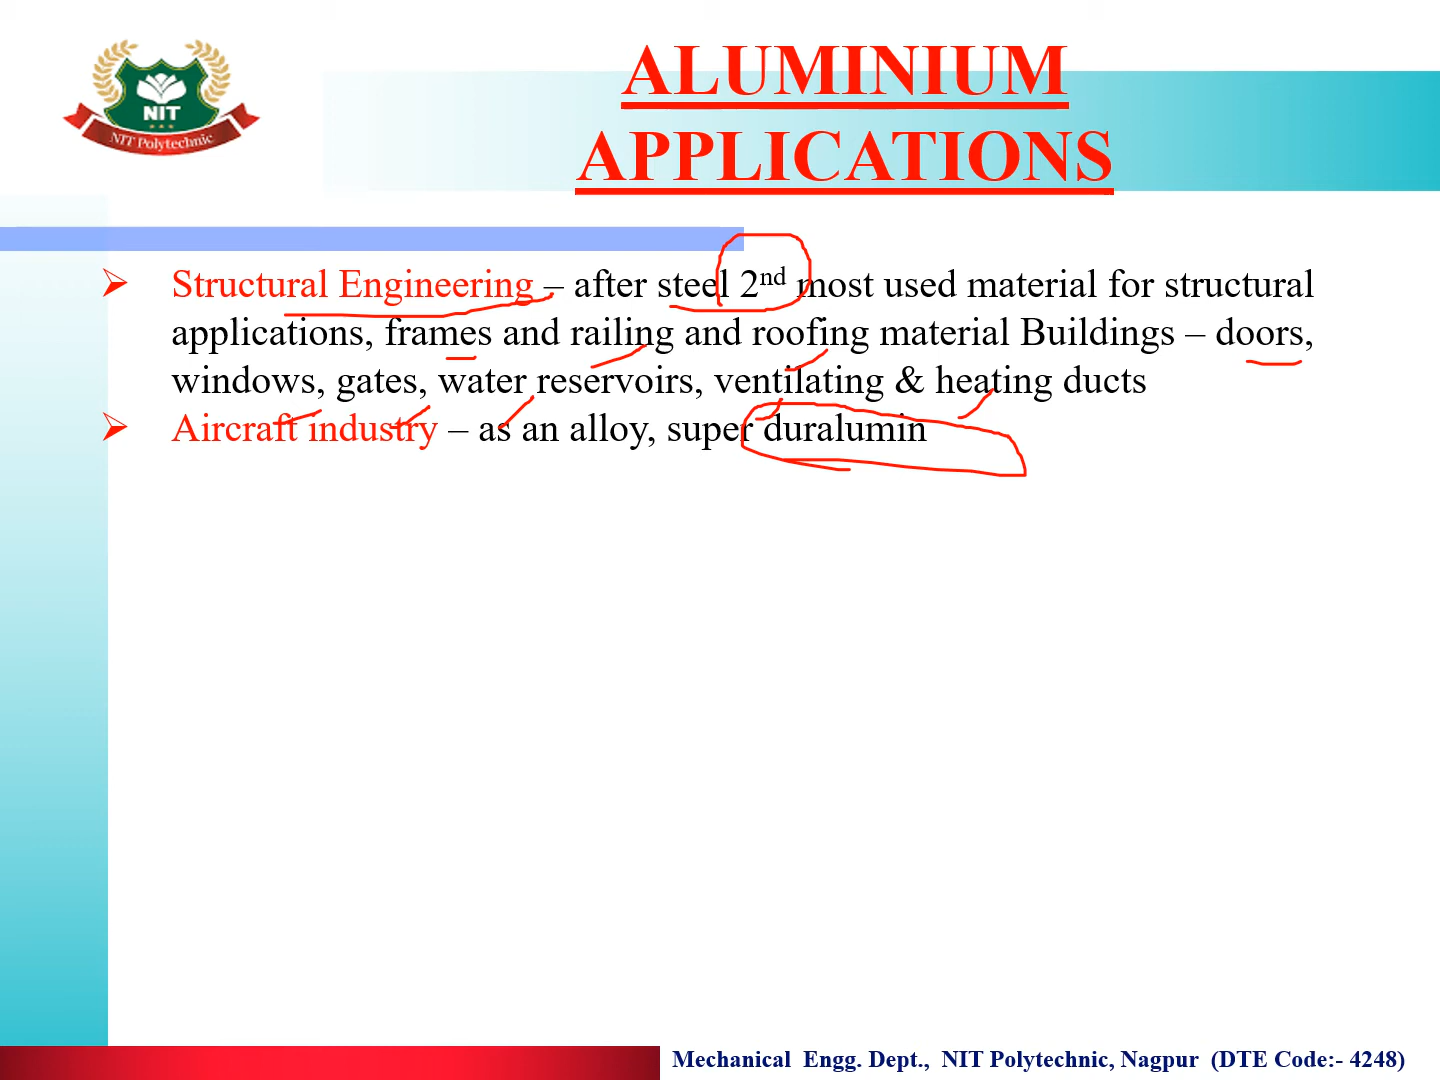 NIT
NIT Polytechnic
ALUMINIUM
APPLICATIONS
➢ Structural Engineering – after steel 2nd most used material for structural
applications, frames and railing and roofing material Buildings – doors,
windows, gates, water reservoirs, ventilating & heating ducts
➢ Aircraft industry – as an alloy, super duralumin
Mechanical Engg. Dept., NIT Polytechnic, Nagpur (DTE Code:- 4248)